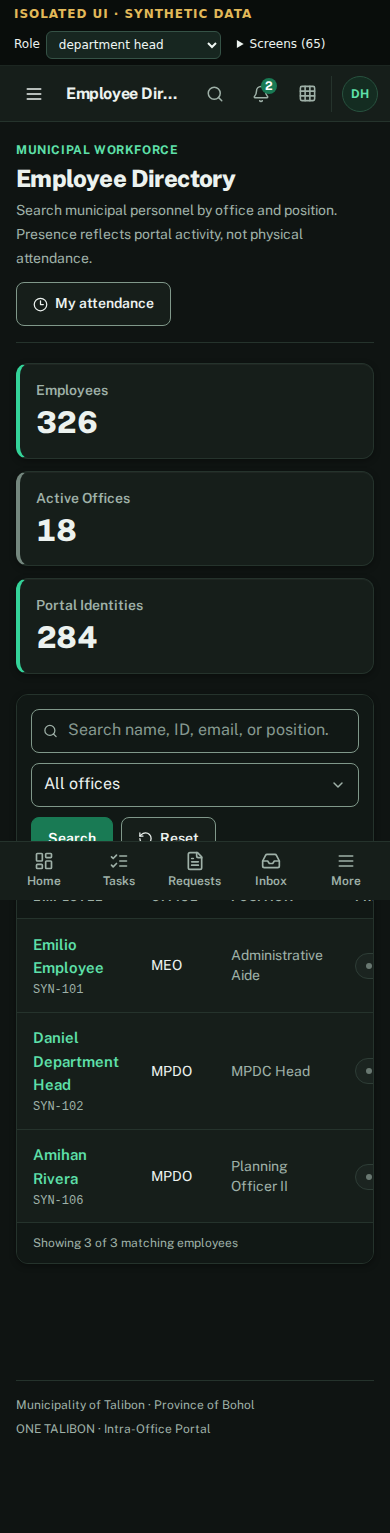 ISOLATED UI · SYNTHETIC DATA
Role department head Screens (65)
Employee Dir... 2 DH
MUNICIPAL WORKFORCE
Employee Directory
Search municipal personnel by office and position.
Presence reflects portal activity, not physical
attendance.
My attendance
Employees
326
Active Offices
18
Portal Identities
284
Search name, ID, email, or position.
All offices
Search Reset
Home Tasks Requests Inbox More
Emilio
Employee
SYN-101
MEO
Administrative
Aide
Daniel
Department
Head
SYN-102
MPDO
MPDC Head
Amihan
Rivera
SYN-106
MPDO
Planning
Officer II
Showing 3 of 3 matching employees
Municipality of Talibon · Province of Bohol
ONE TALIBON · Intra-Office Portal